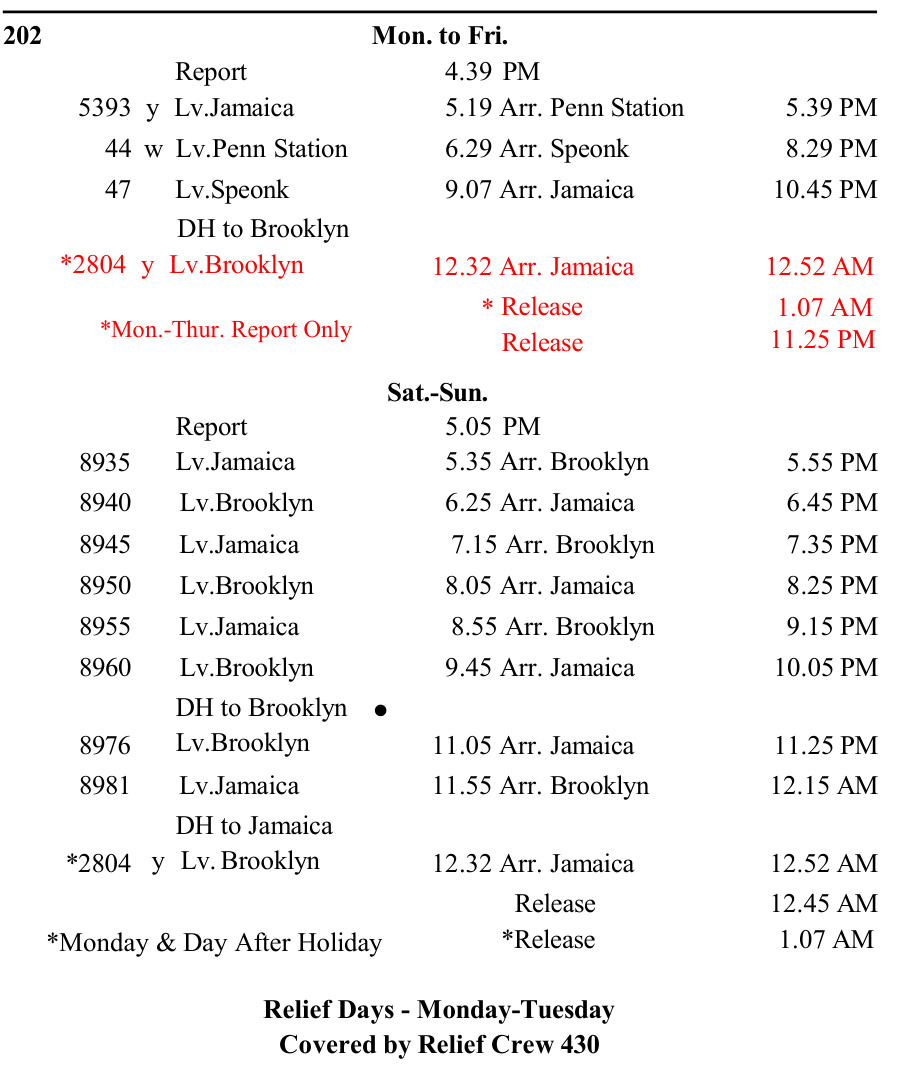 202 Mon. to Fri.
Report 4.39 PM
5393 y Lv.Jamaica 5.19 Arr. Penn Station 5.39 PM
44 w Lv.Penn Station 6.29 Arr. Speonk 8.29 PM
47 Lv.Speonk 9.07 Arr. Jamaica 10.45 PM
DH to Brooklyn
*2804 y Lv.Brooklyn 12.32 Arr. Jamaica 12.52 AM
* Release 1.07 AM
*Mon.-Thur. Report Only
Release 11.25 PM
Sat.-Sun.
Report 5.05 PM
8935 Lv.Jamaica 5.35 Arr. Brooklyn 5.55 PM
8940 Lv.Brooklyn 6.25 Arr. Jamaica 6.45 PM
8945 Lv.Jamaica 7.15 Arr. Brooklyn 7.35 PM
8950 Lv.Brooklyn 8.05 Arr. Jamaica 8.25 PM
8955 Lv.Jamaica 8.55 Arr. Brooklyn 9.15 PM
8960 Lv.Brooklyn 9.45 Arr. Jamaica 10.05 PM
DH to Brooklyn ●
8976 Lv.Brooklyn 11.05 Arr. Jamaica 11.25 PM
8981 Lv.Jamaica 11.55 Arr. Brooklyn 12.15 AM
DH to Jamaica
*2804 y Lv. Brooklyn 12.32 Arr. Jamaica 12.52 AM
Release 12.45 AM
*Monday & Day After Holiday *Release 1.07 AM
Relief Days - Monday-Tuesday
Covered by Relief Crew 430